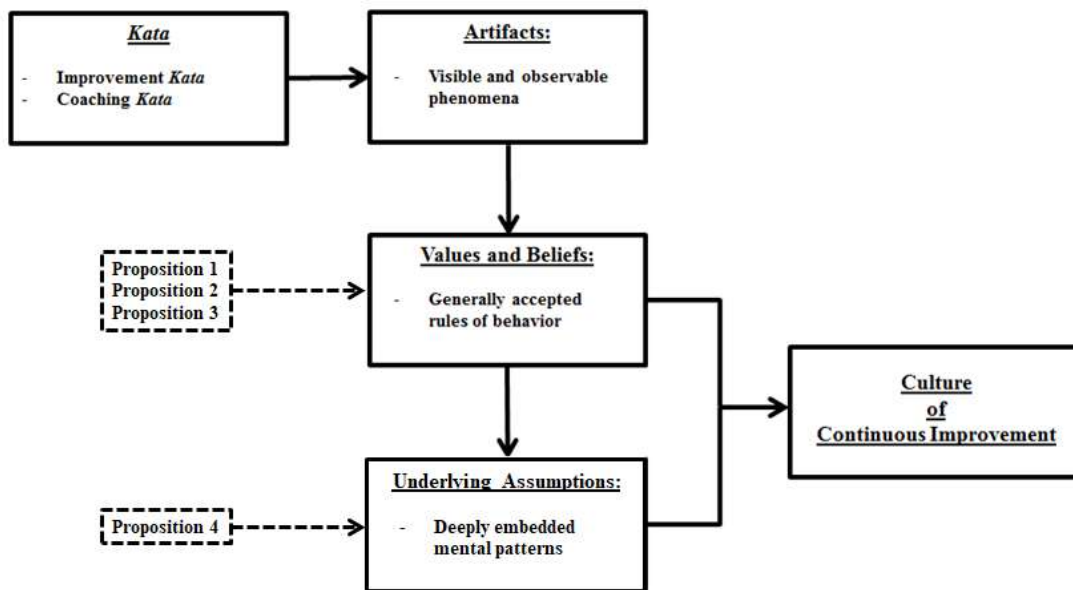 Kata
- Improvement Kata
- Coaching Kata
Artifacts:
- Visible and observable
phenomena
Values and Beliefs:
- Generally accepted
rules of behavior
Proposition 1
Proposition 2
Proposition 3
Culture
of
Continuous Improvement
Underlying Assumptions:
- Deeply embedded
mental patterns
Proposition 4